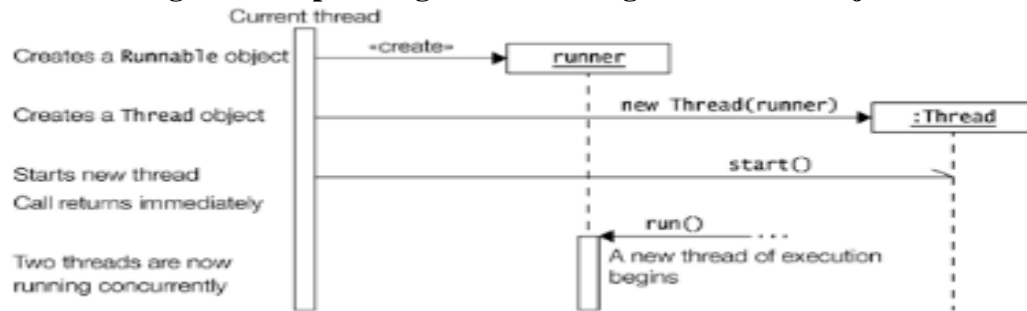 Current thread
Creates a Runnable object
«create»
runner
Creates a Thread object
new Thread(runner)
:Thread
Starts new thread
start()
Call returns immediately
run()
...
Two threads are now
running concurrently
A new thread of execution
begins